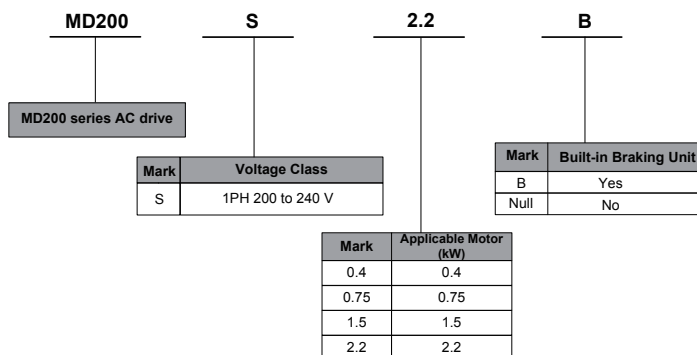 MD200 S 2.2 B
MD200 series AC drive
Mark Voltage Class
S 1PH 200 to 240 V
Mark Built-in Braking Unit
B Yes
Null No
Mark Applicable Motor
(kW)
0.4 0.4
0.75 0.75
1.5 1.5
2.2 2.2